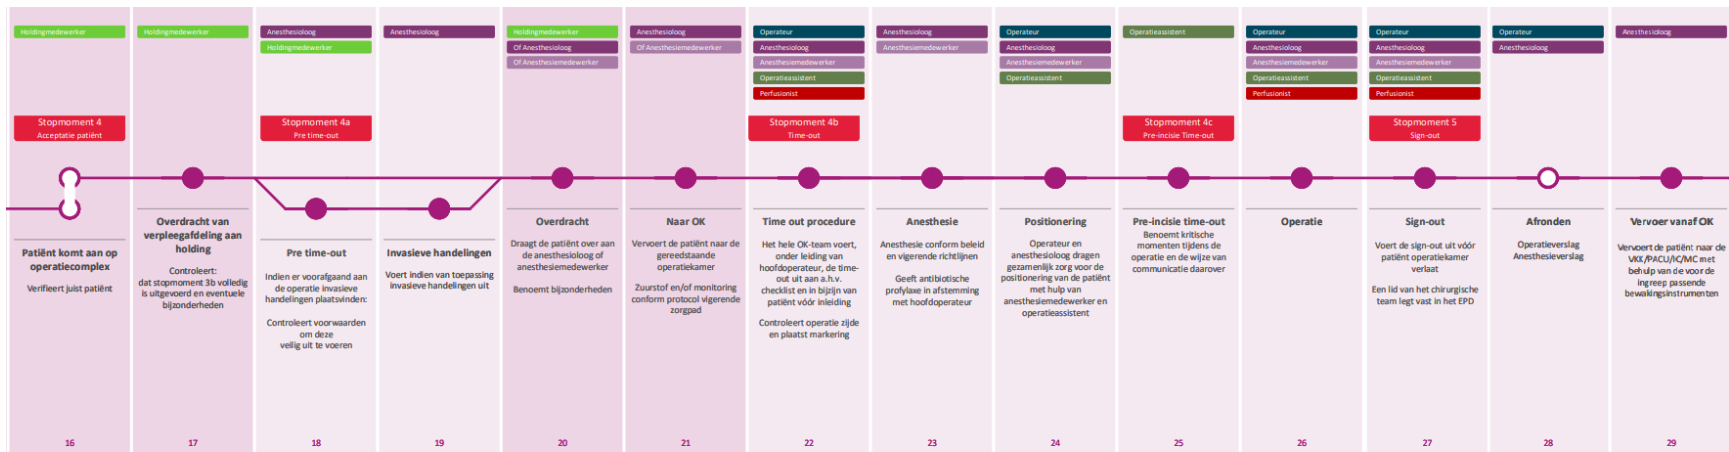 Holdingmedewerker
Stopmoment 4
Acceptatie patiënt
Patiënt komt aan op
operatiecomplex
Verifieert juist patiënt
16
Holdingmedewerker
Overdracht van
verpleegafdeling aan
holding
Controleert:
dat stopmoment 3b volledig
is uitgevoerd en eventuele
bijzonderheden
17
Anesthesioloog
Holdingmedewerker
Stopmoment 4a
Pre time-out
Pre time-out
Indien er voorafgaand aan
de operatie invasieve
handelingen plaatsvinden:
Controleert voorwaarden
om deze
veilig uit te voeren
18
Anesthesioloog
Invasieve handelingen
Voert indien van toepassing
invasieve handelingen uit
19
Holdingmedewerker
Of Anesthesioloog
Of Anesthesiemedewerker
Overdracht
Draagt de patiënt over aan
de anesthesioloog of
anesthesiemedewerker
Benoemt bijzonderheden
20
Anesthesioloog
Of Anesthesiemedewerker
Naar OK
Vervoert de patiënt naar de
gereedstaande
operatiekamer
Zuurstof en/of monitoring
conform protocol vigerende
zorgpad
21
Operateur
Anesthesioloog
Anesthesiemedewerker
Operatieassistent
Perfusionist
Stopmoment 4b
Time-out
Time out procedure
Het hele OK-team voert,
onder leiding van
hoofdoperateur, de time-
out uit aan a.h.v.
checklist en in bijzijn van
patiënt vóór inleiding
Controleert operatie zijde
en plaatst markering
22
Anesthesioloog
Anesthesiemedewerker
Anesthesie
Anesthesie conform beleid
en vigerende richtlijnen
Geeft antibiotische
profylaxe in afstemming
met hoofdoperateur
23
Operateur
Anesthesioloog
Anesthesiemedewerker
Operatieassistent
Positionering
Operateur en
anesthesioloog dragen
gezamenlijk zorg voor de
positionering van de patiënt
met hulp van
anesthesiemedewerker en
operatieassistent
24
Operatieassistent
Stopmoment 4c
Pre-incisie Time-out
Pre-incisie time-out
Benoemt kritische
momenten tijdens de
operatie en de wijze van
communicatie daarover
25
Operateur
Anesthesioloog
Anesthesiemedewerker
Operatieassistent
Perfusionist
Operatie
26
Operateur
Anesthesioloog
Anesthesiemedewerker
Operatieassistent
Perfusionist
Stopmoment 5
Sign-out
Sign-out
Voert de sign-out uit vóór
patiënt operatiekamer
verlaat
Een lid van het chirurgische
team legt vast in het EPD
27
Operateur
Anesthesioloog
Afronden
Operatieverslag
Anesthesieverslag
28
Anesthesioloog
Vervoer vanaf OK
Vervoert de patiënt naar de
VKK/PACU/IC/MC met
behulp van de voor de
ingreep passende
bewakingsinstrumenten
29